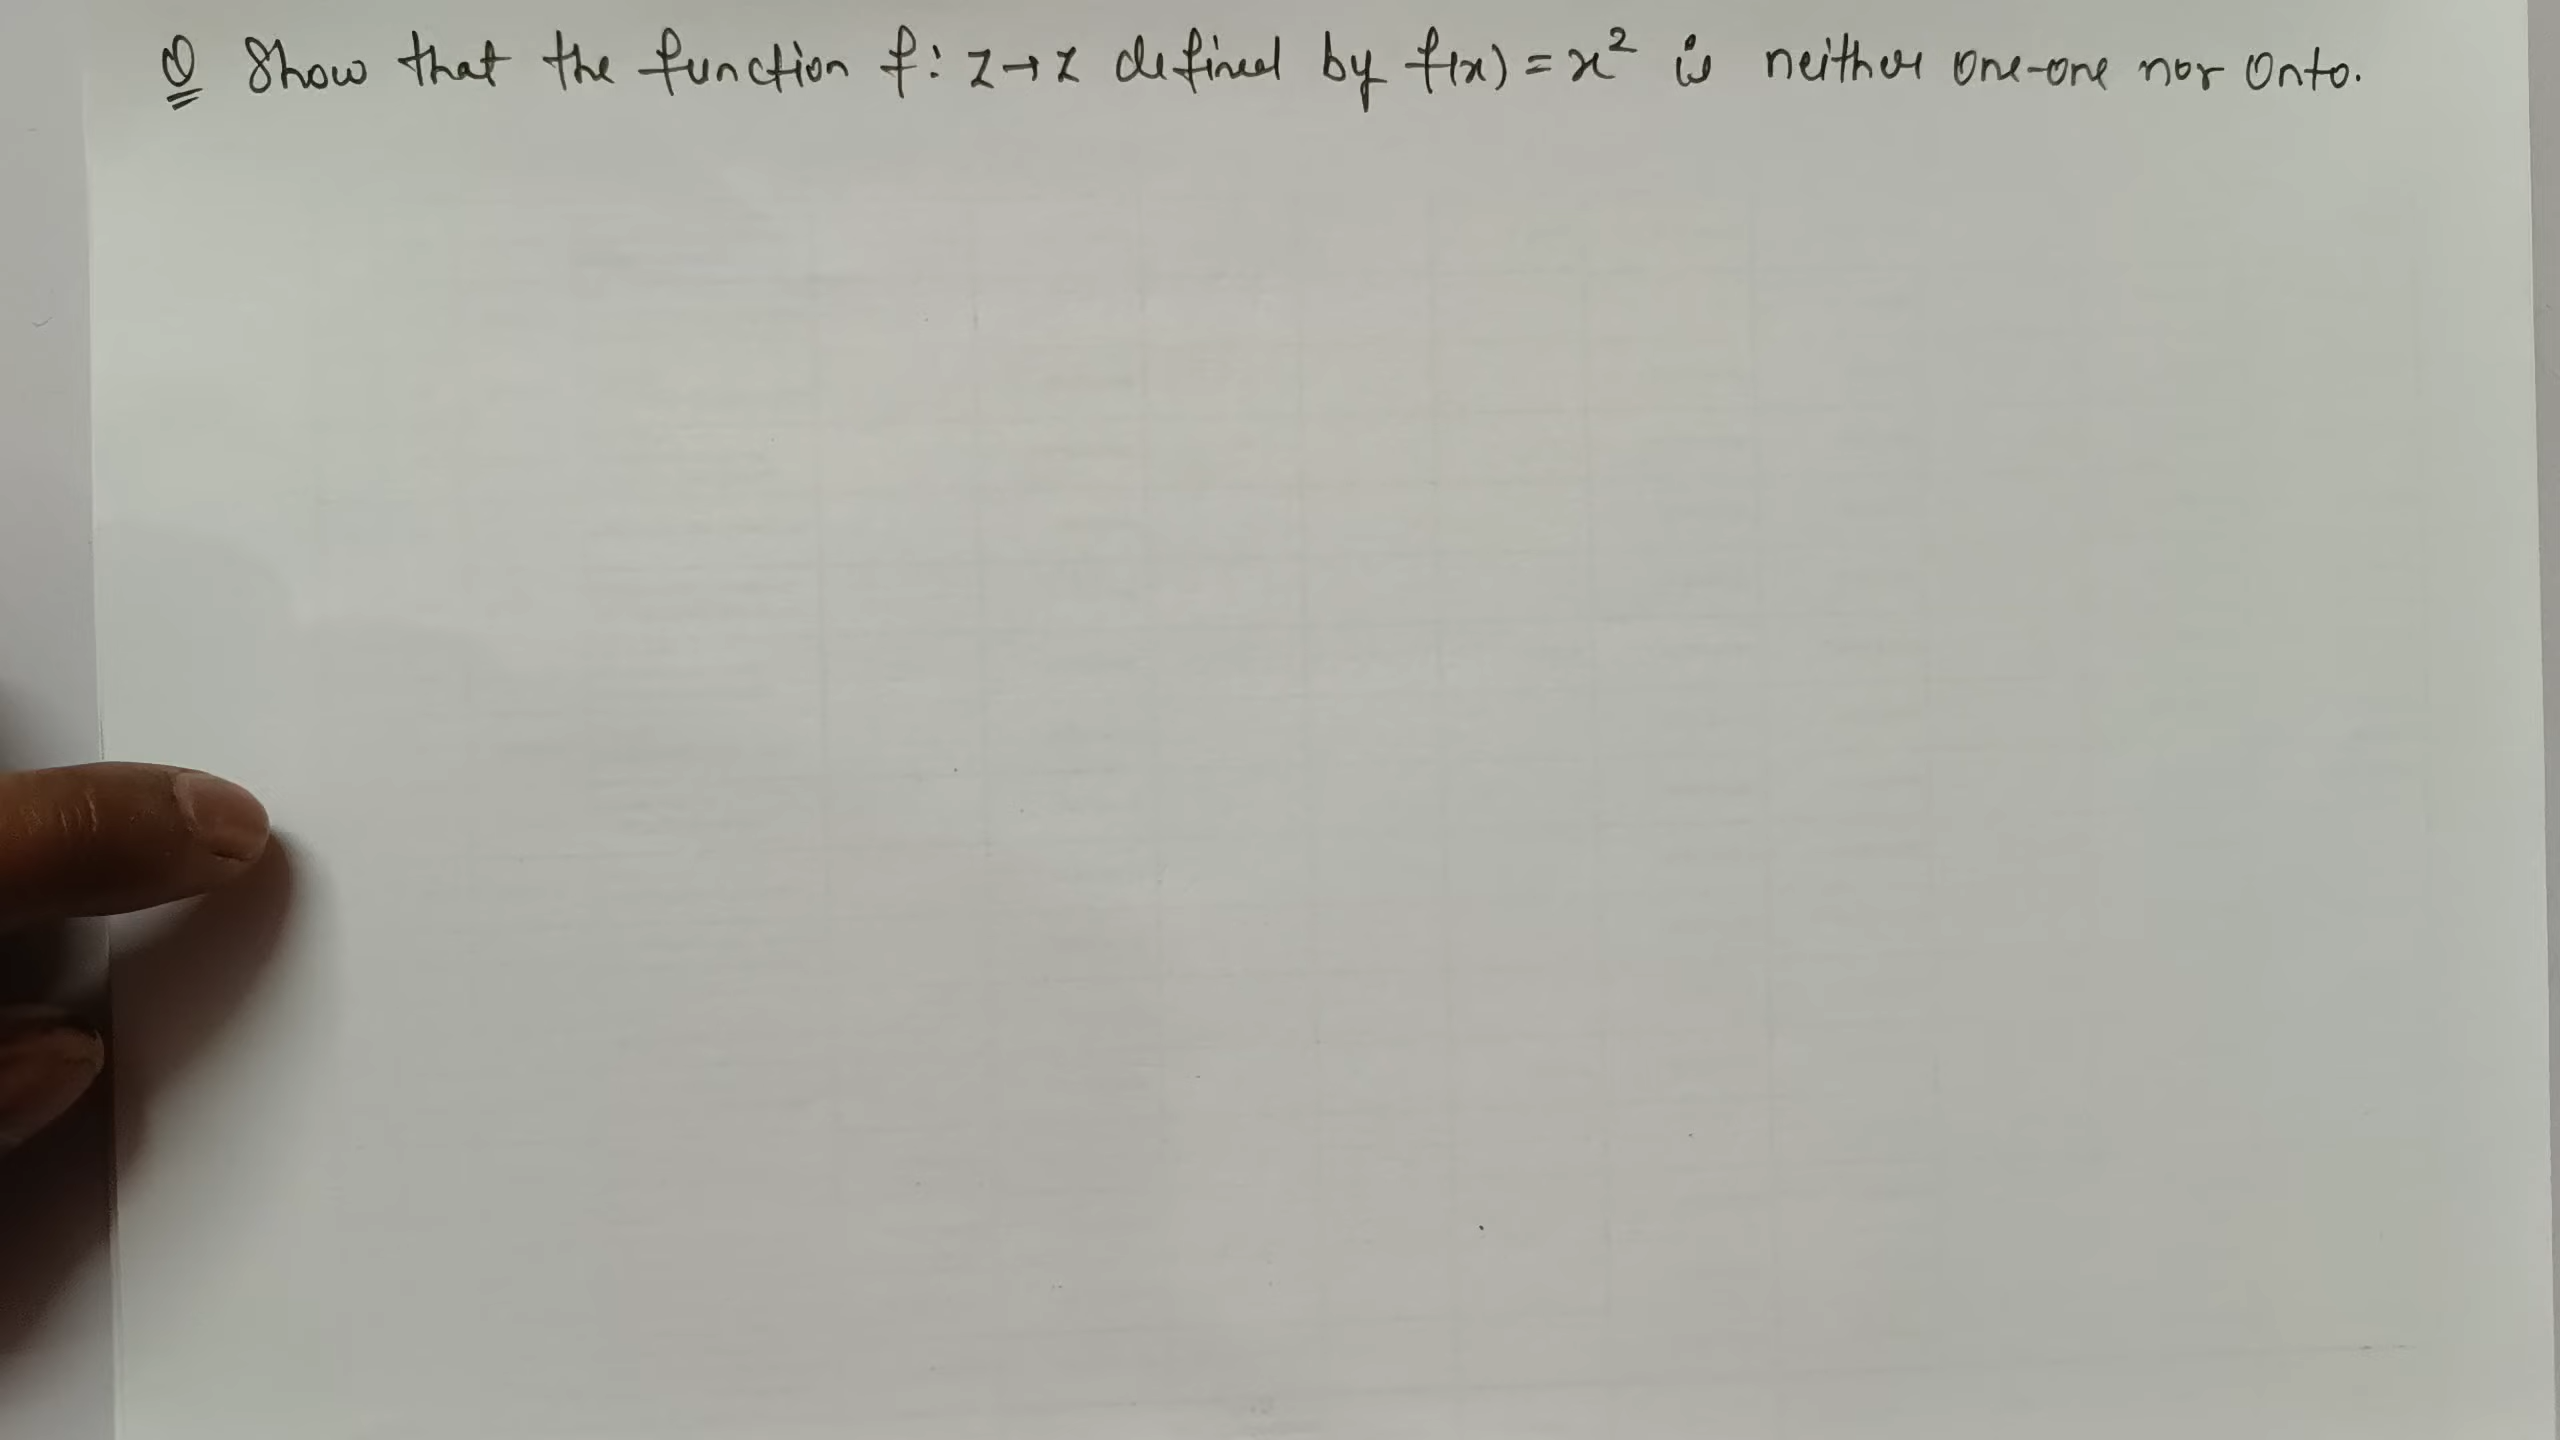 Q Show that the function f: Z→Z defined by f(x) = x² is neither one-one nor onto.